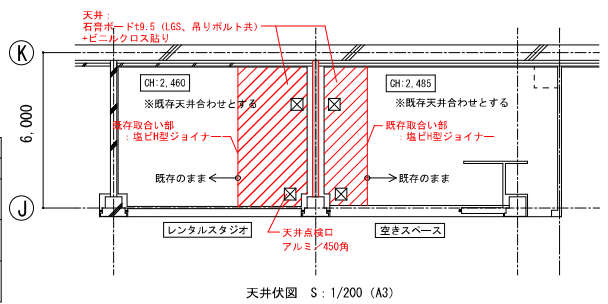 天井:
石膏ボードt9.5（LGS、吊りボルト共）
+ビニルクロス貼り
K
CH:2,460
CH:2,485
※既存天井合わせとする
※既存天井合わせとする
6,000
既存取合い部
:塩ビH型ジョイナー
既存取合い部
:塩ビH型ジョイナー
既存のまま
既存のまま
J
レンタルスタジオ
天井点検口
アルミ/450角
空きスペース
天井伏図 S:1/200 (A3)